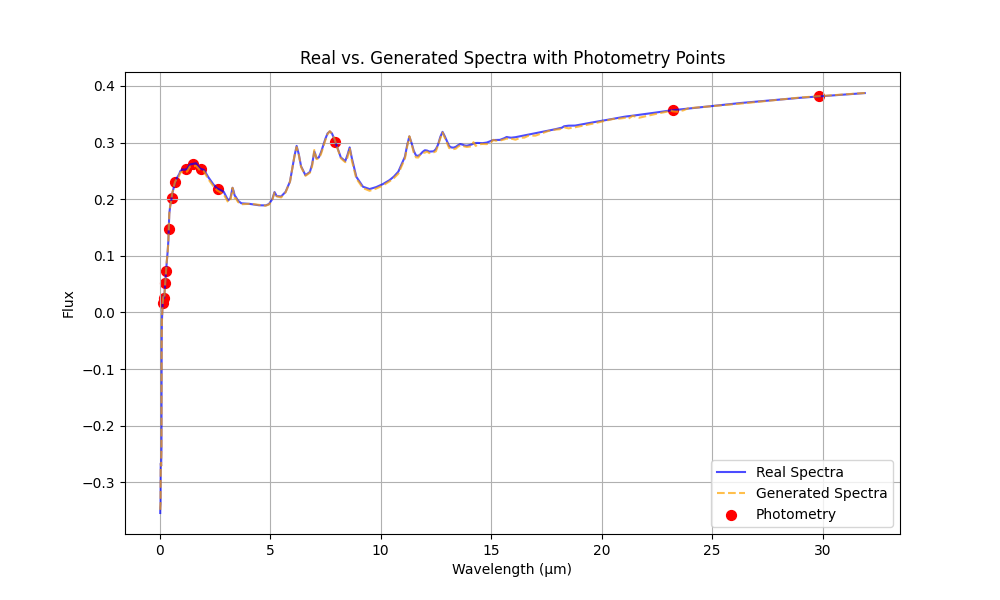 Real vs. Generated Spectra with Photometry Points
0.4
0.3
0.2
0.1
0.0
−0.1
−0.2
−0.3
Flux
0
5
10
15
20
25
30
Wavelength (μm)
Real Spectra
Generated Spectra
Photometry